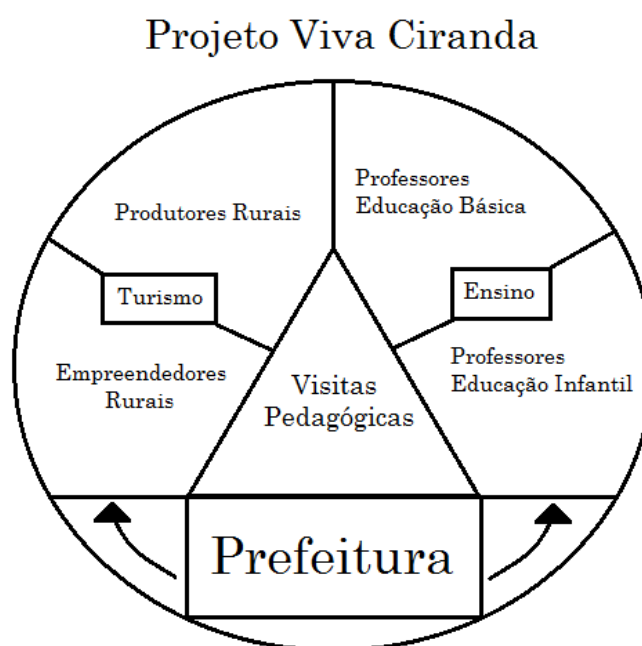 Projeto Viva Ciranda
Produtores Rurais
Professores
Educação Básica
Turismo
Ensino
Empreendedores
Rurais
Visitas
Pedagógicas
Professores
Educação Infantil
Prefeitura